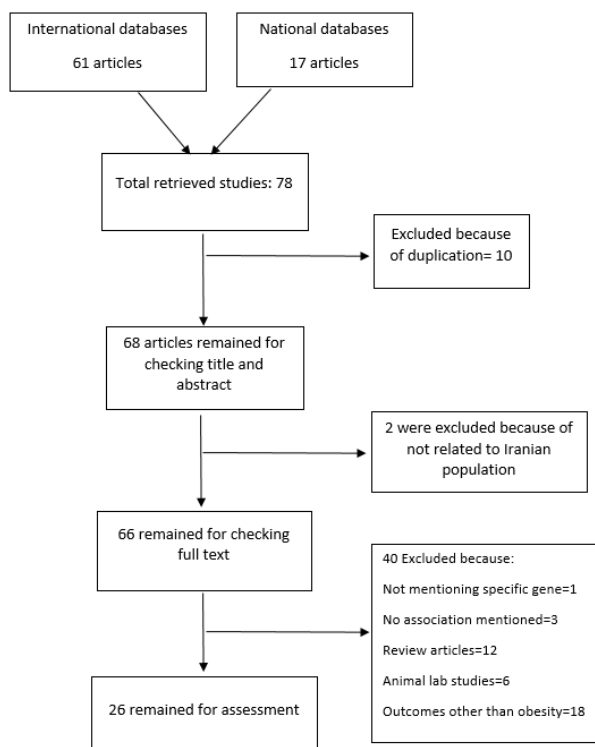 International databases
61 articles
National databases
17 articles
Total retrieved studies: 78
Excluded because
of duplication= 10
68 articles remained for
checking title and
abstract
2 were excluded because of
not related to Iranian
population
66 remained for checking
full text
40 Excluded because:
Not mentioning specific gene=1
No association mentioned=3
Review articles=12
Animal lab studies=6
Outcomes other than obesity=18
26 remained for assessment